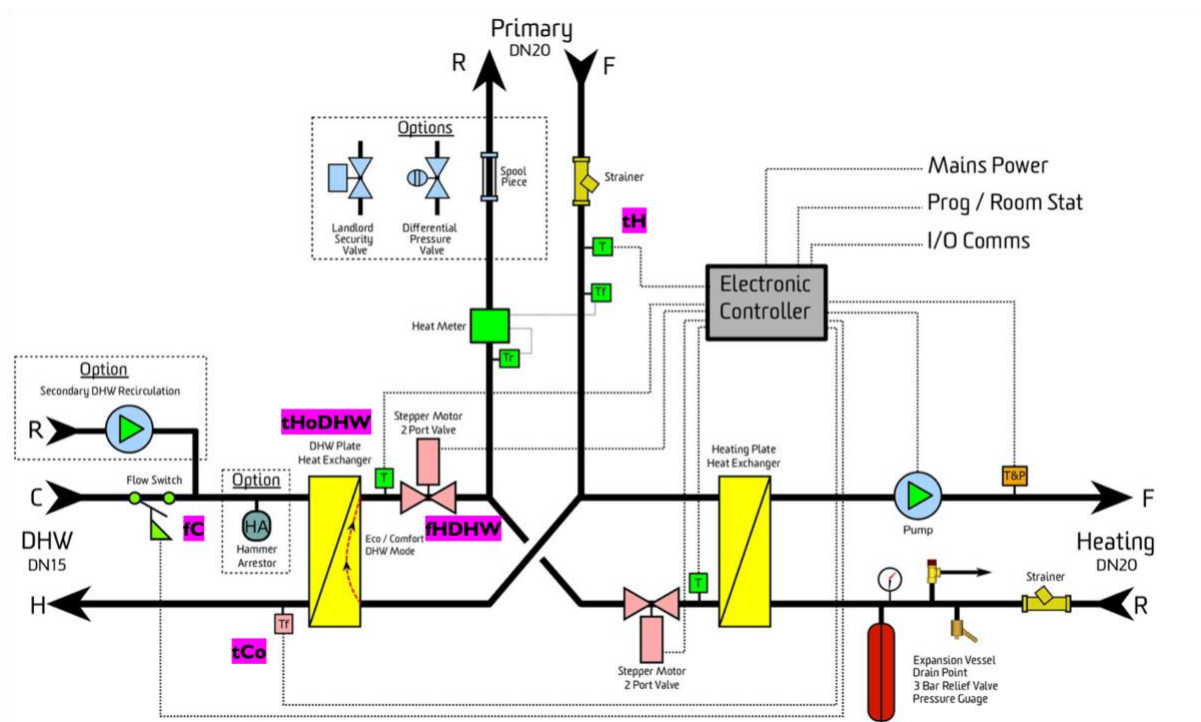 Primary
DN20
R
F
Options
Landlord
Security
Valve
Differential
Pressure
Valve
Spool
Piece
Strainer
tH
T
Tf
Mains Power
Prog / Room Stat
I/O Comms
Electronic
Controller
Heat Meter
Tr
Option
Secondary DHW Recirculation
R
tHoDHW
DHW Plate
Heat Exchanger
Stepper Motor
2 Port Valve
Heating Plate
Heat Exchanger
Flow Switch
Option
T
T&P
C
fC
HA
Hammer
Arrestor
fHDHW
Eco / Comfort
DHW Mode
Pump
F
DHW
DN15
Heating
DN20
H
Tf
tCo
T
Stepper Motor
2 Port Valve
Strainer
R
Expansion Vessel
Drain Point
3 Bar Relief Valve
Pressure Guage